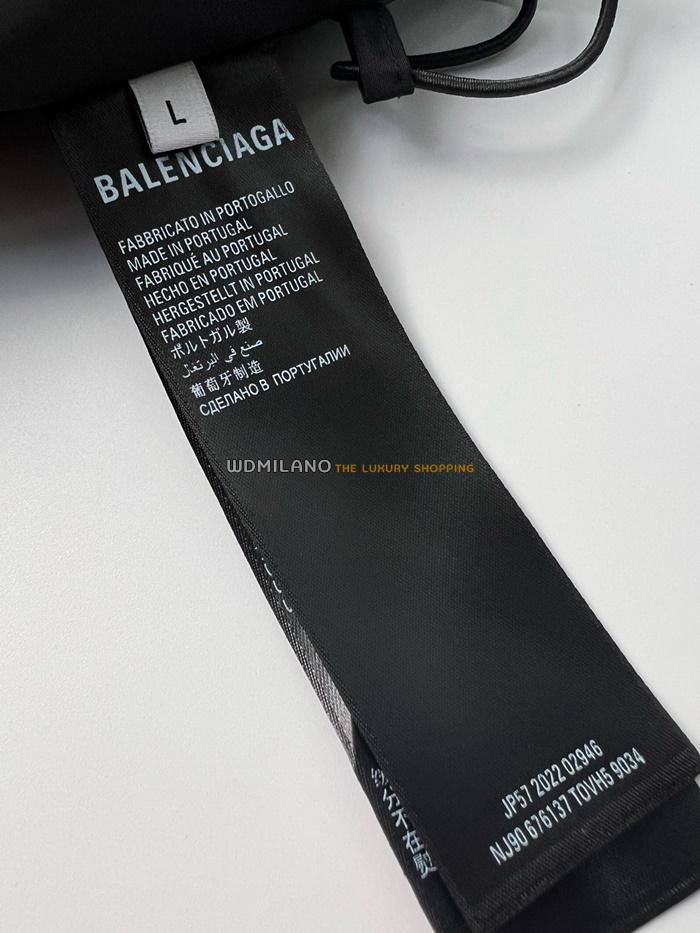 L
BALENCIAGA
FABBRICATO IN PORTOGALLO
MADE IN PORTUGAL
FABRIQUÉ AU PORTUGAL
HECHO EN PORTUGAL
HERGESTELLT IN PORTUGAL
FABRICADO EM PORTUGAL
ポルトガル製
صنع في البرتغال
葡萄牙制造
СДЕЛАНО В ПОРТУГАЛИИ
WDMILANO THE LUXURY SHOPPING
JP57 2022 02946
NJ90 676137 TOVH5 9034